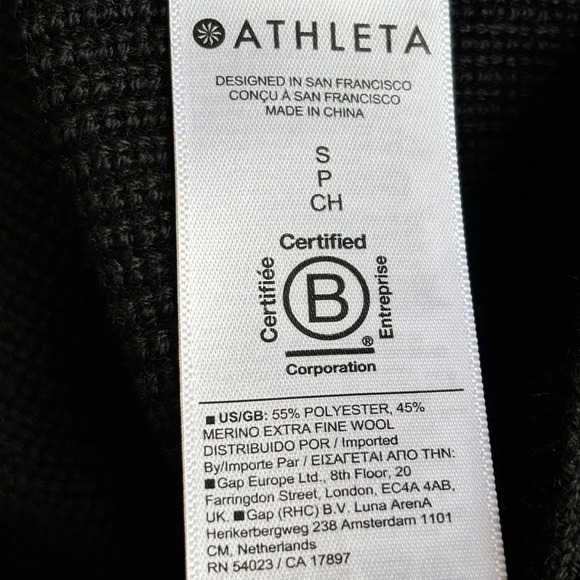 ATHLETA
DESIGNED IN SAN FRANCISCO
CONÇU À SAN FRANCISCO
MADE IN CHINA
S
P
CH
Certified
Certifiée
B
Entreprise
®
Corporation
■ US/GB: 55% POLYESTER, 45%
MERINO EXTRA FINE WOOL
DISTRIBUIDO POR / Imported
By/Importe Par / ΕΙΣΑΓΕΤΑΙ ΑΠΟ ΤΗΝ:
■ Gap Europe Ltd., 8th Floor, 20
Farringdon Street, London, EC4A 4AB,
UK. ■ Gap (RHC) B.V. Luna ArenA
Herikerbergweg 238 Amsterdam 1101
CM, Netherlands
RN 54023 / CA 17897